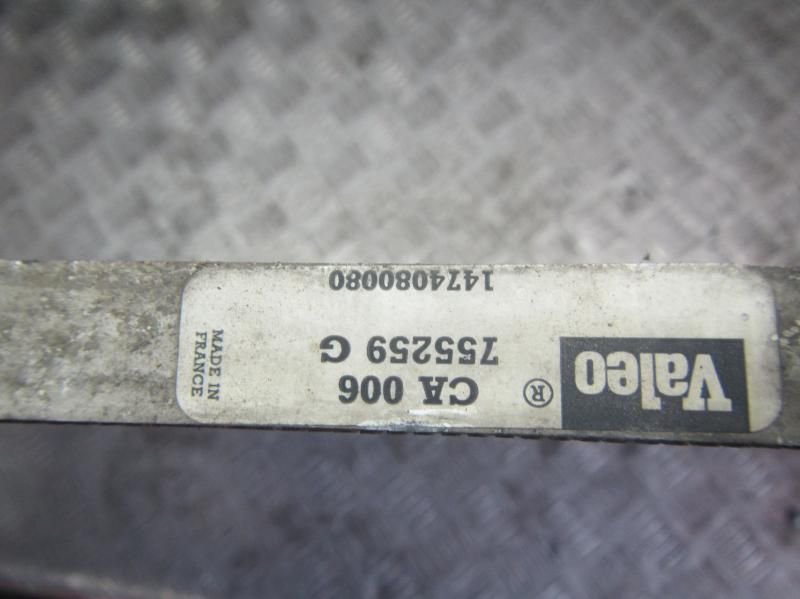 Valeo ®
CA 006
755259 G
1474080080
MADE IN
FRANCE